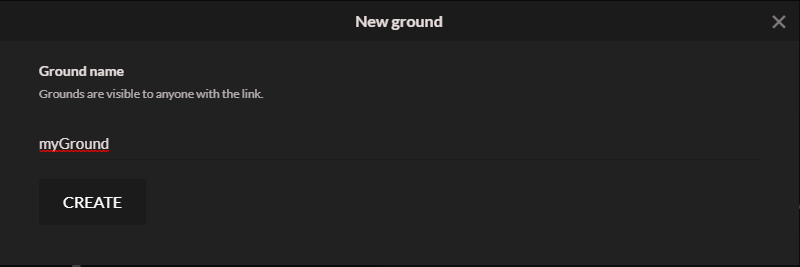 New ground
Ground name
Grounds are visible to anyone with the link.
myGround
CREATE